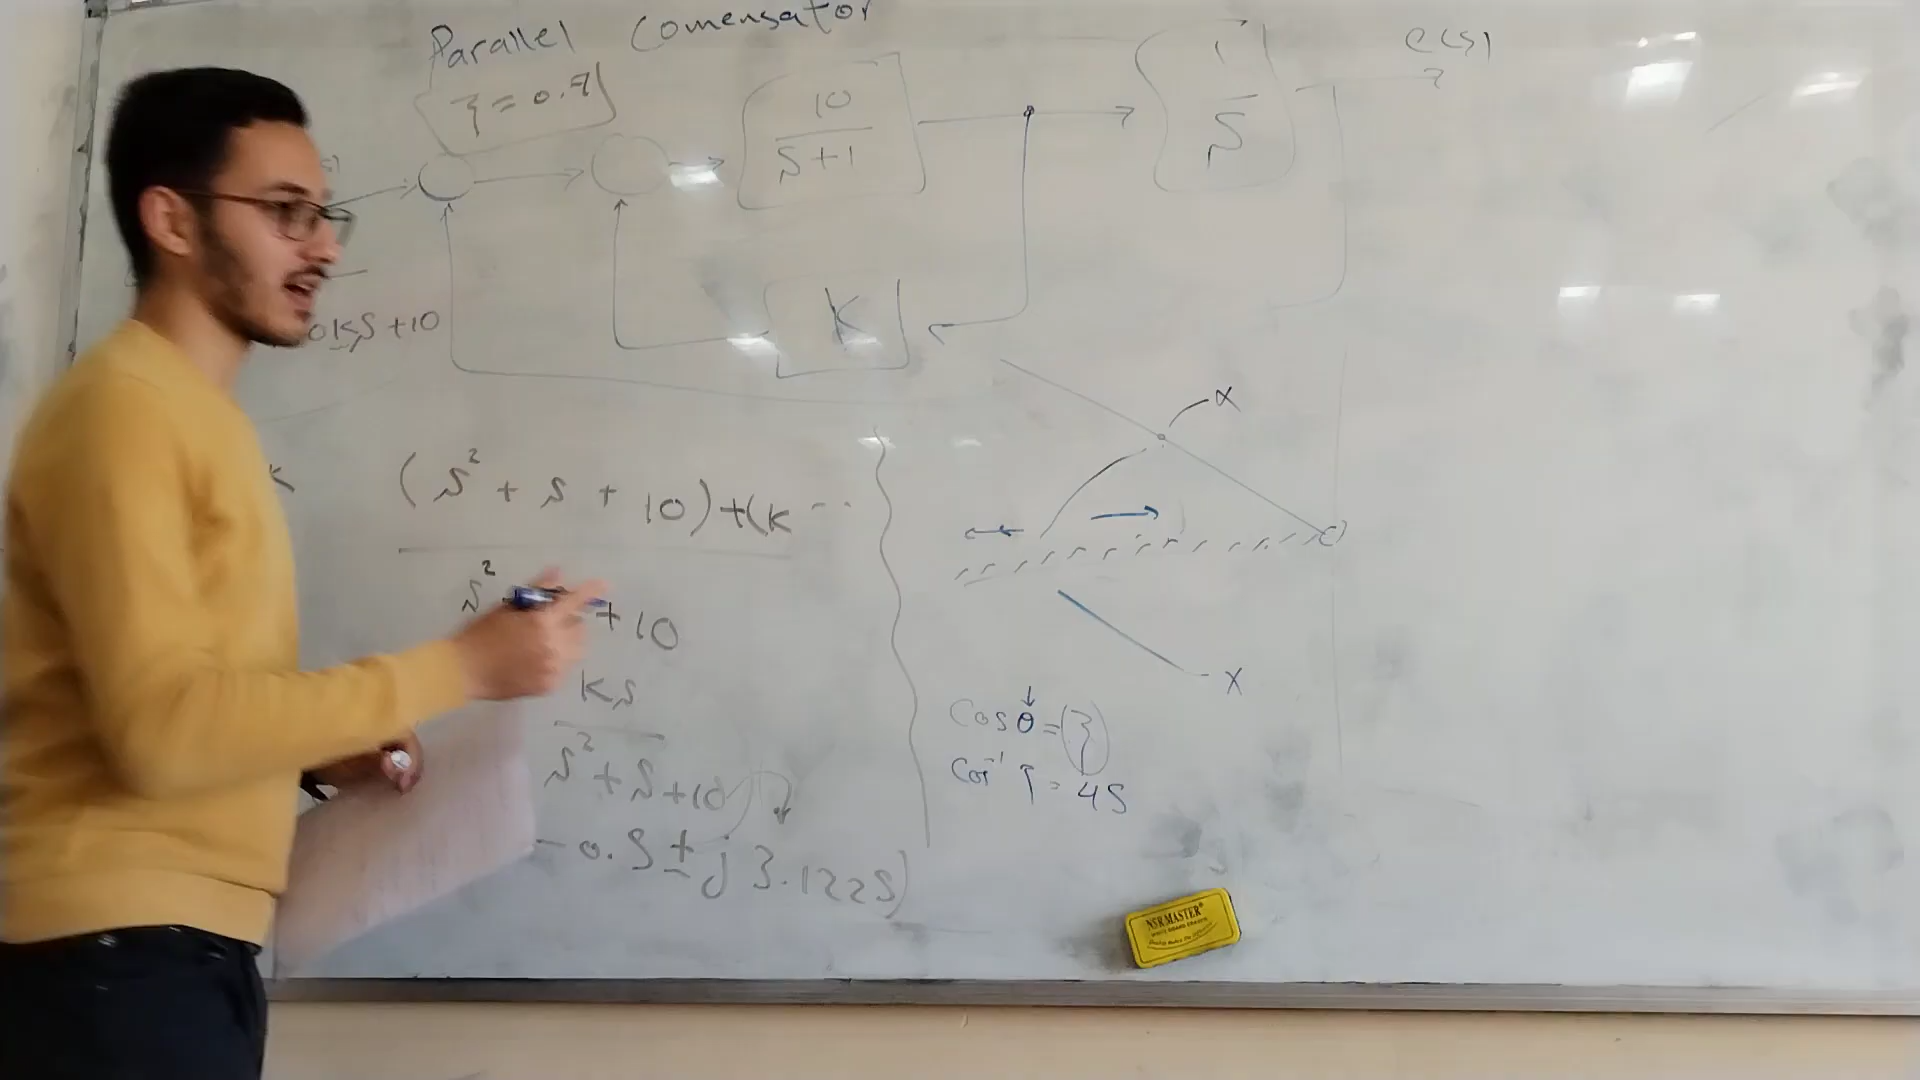 Parallel Comensator
ζ = 0.7
10
S+1
1
S
C(S)
K
0KS+10
K
(S² + S + 10)+(K ...
S² + 10
KS
S² + S+10
-0.5 ± j 3.1225
α
x
Cos θ = ζ
Cos⁻¹ ζ = 45
NSR MASTER®